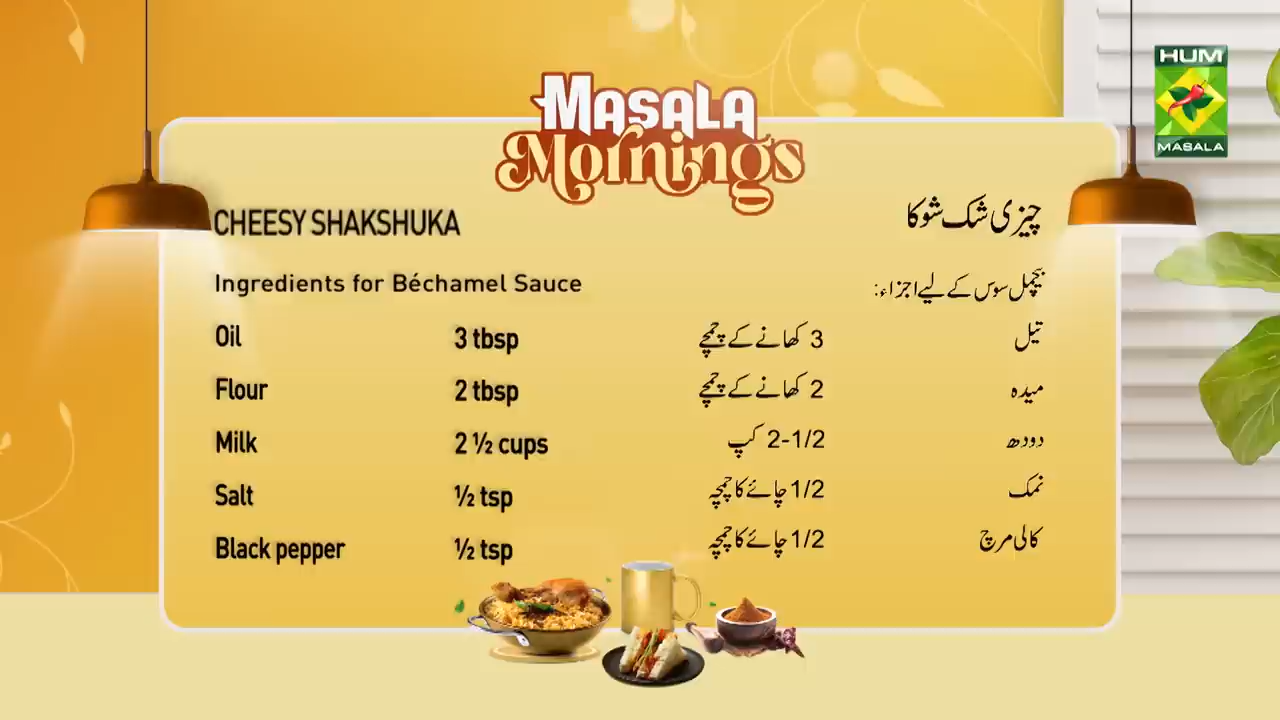 HUM
MASALA
MASALA
Mornings
CHEESY SHAKSHUKA چیزی شک شوکا
Ingredients for Béchamel Sauce بیچمل سوس کے لیے اجزاء:
Oil 3 tbsp 3 کھانے کے چمچے تیل
Flour 2 tbsp 2 کھانے کے چمچے میدہ
Milk 2 ½ cups 2-1/2 کپ دودھ
Salt ½ tsp 1/2 چائے کا چمچہ نمک
Black pepper ½ tsp 1/2 چائے کا چمچہ کالی مرچ